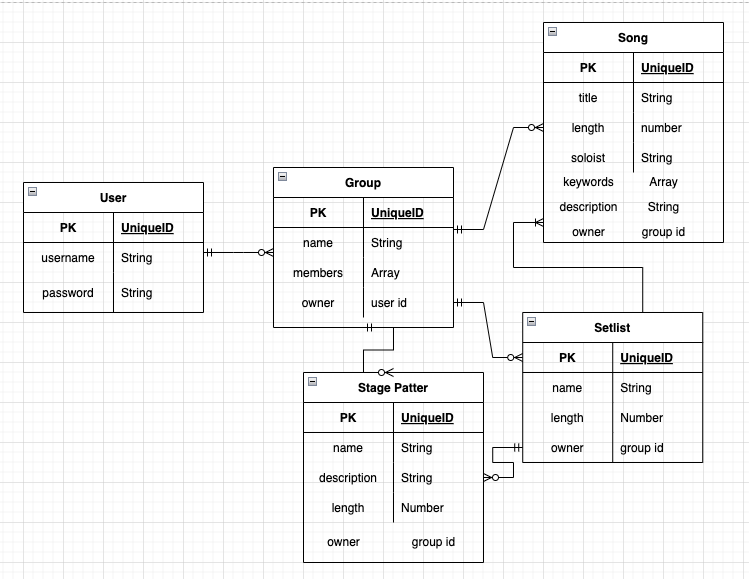 Song
PK UniqueID
title String
length number
soloist String
keywords Array
description String
owner group id
User
PK UniqueID
username String
password String
Group
PK UniqueID
name String
members Array
owner user id
Setlist
PK UniqueID
name String
length Number
owner group id
Stage Patter
PK UniqueID
name String
description String
length Number
owner group id